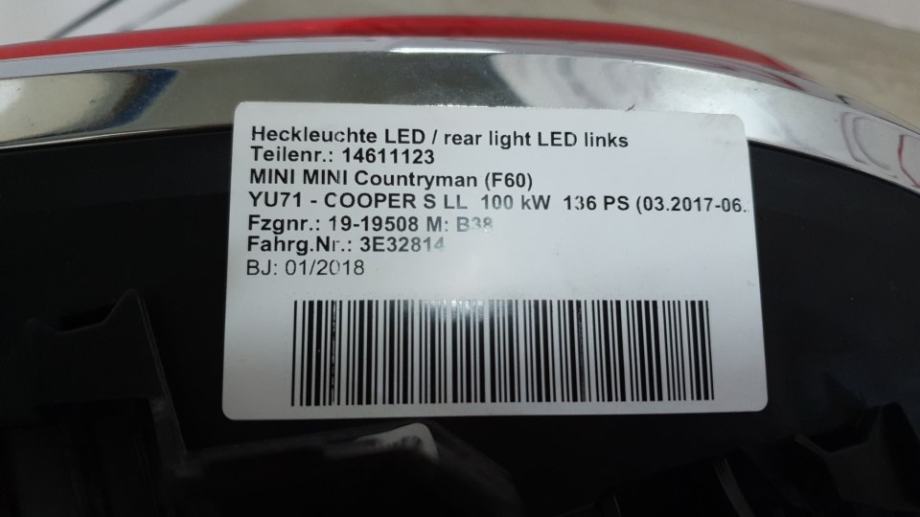 Heckleuchte LED / rear light LED links
Teilenr.: 14611123
MINI MINI Countryman (F60)
YU71 - COOPER S LL 100 kW 136 PS (03.2017-06.
Fzgnr.: 19-19508 M: B38
Fahrg.Nr.: 3E32814
BJ: 01/2018